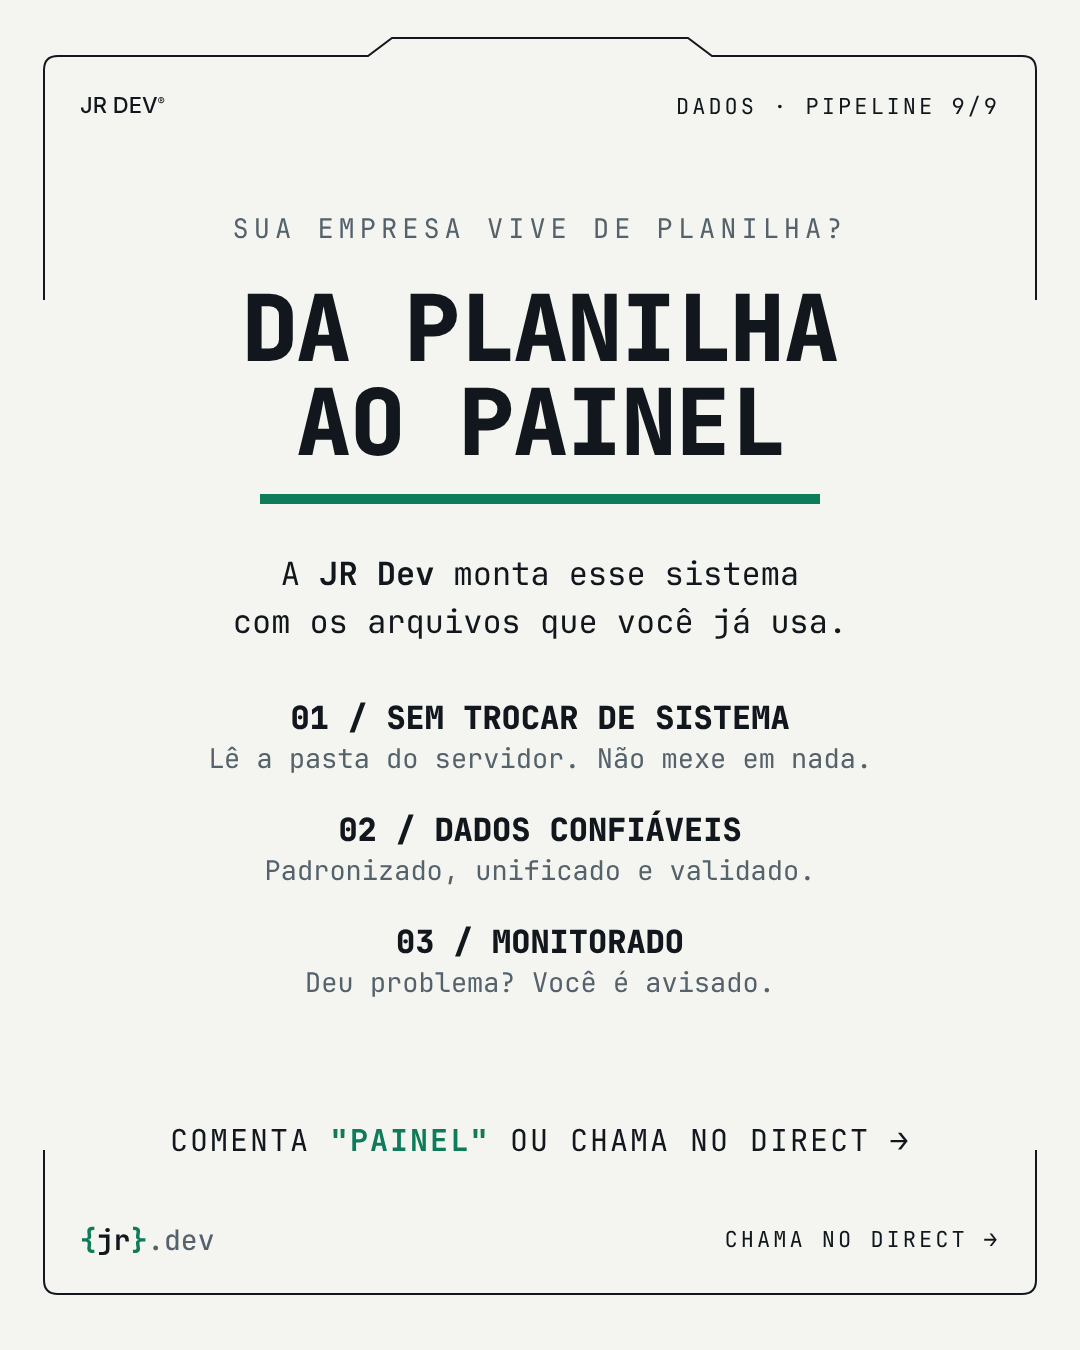 JR DEV®
DADOS · PIPELINE 9/9
SUA EMPRESA VIVE DE PLANILHA?
DA PLANILHA
AO PAINEL
A JR Dev monta esse sistema
com os arquivos que você já usa.
01 / SEM TROCAR DE SISTEMA
Lê a pasta do servidor. Não mexe em nada.
02 / DADOS CONFIÁVEIS
Padronizado, unificado e validado.
03 / MONITORADO
Deu problema? Você é avisado.
COMENTA "PAINEL" OU CHAMA NO DIRECT →
{jr}.dev
CHAMA NO DIRECT →